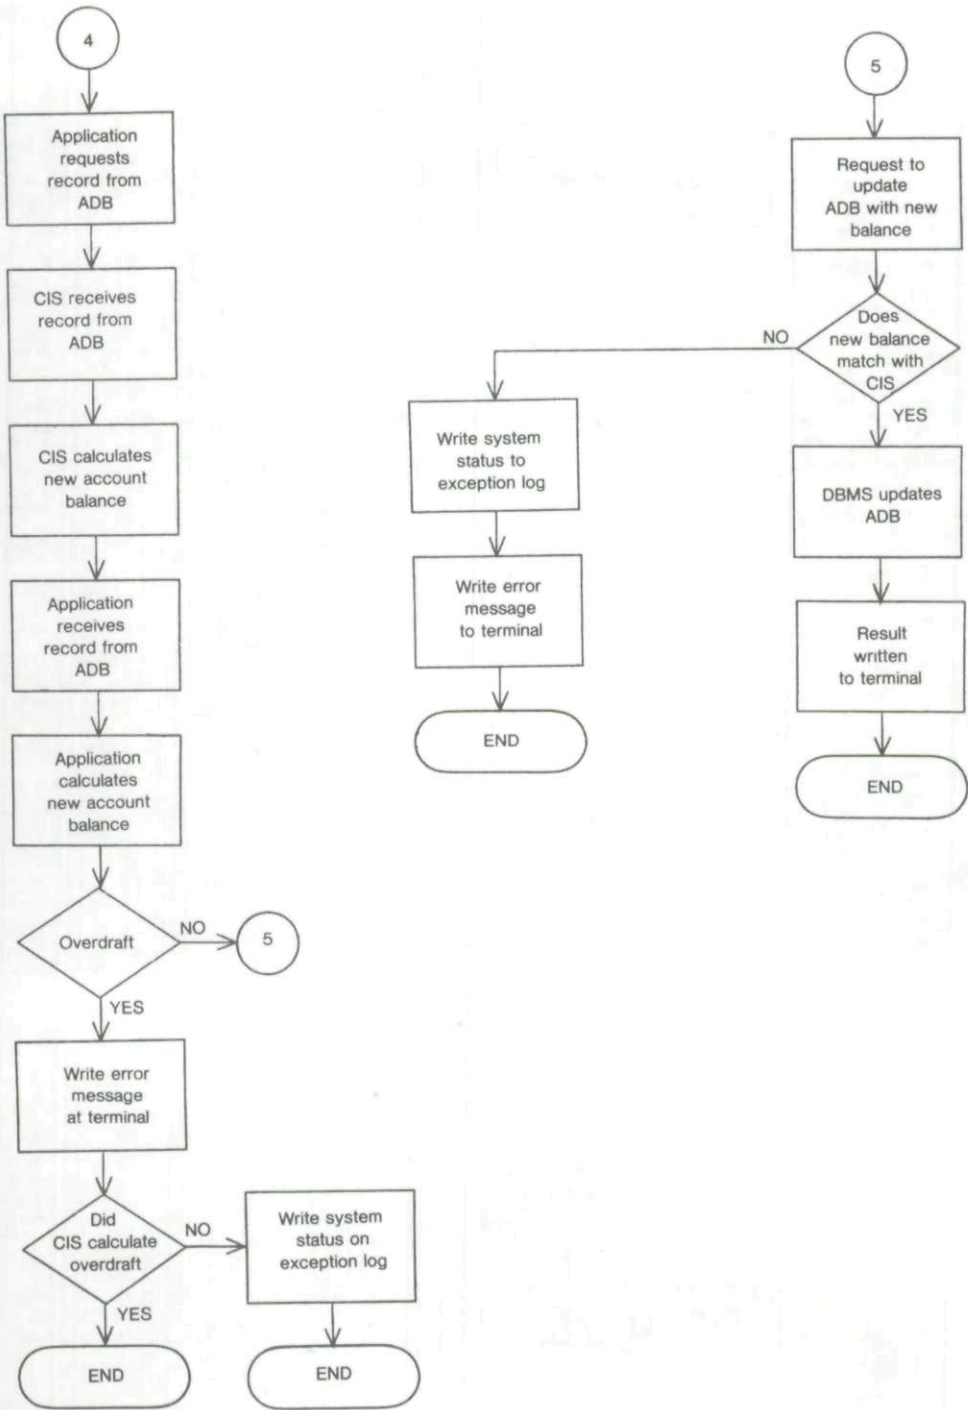 4
Application
requests
record from
ADB
CIS receives
record from
ADB
CIS calculates
new account
balance
Application
receives
record from
ADB
Application
calculates
new account
balance
Overdraft
NO
5
YES
Write error
message
at terminal
Did
CIS calculate
overdraft
NO
Write system
status on
exception log
YES
END
END
5
Request to
update
ADB with new
balance
Does
new balance
match with
CIS
NO
YES
Write system
status to
exception log
Write error
message
to terminal
END
DBMS updates
ADB
Result
written
to terminal
END